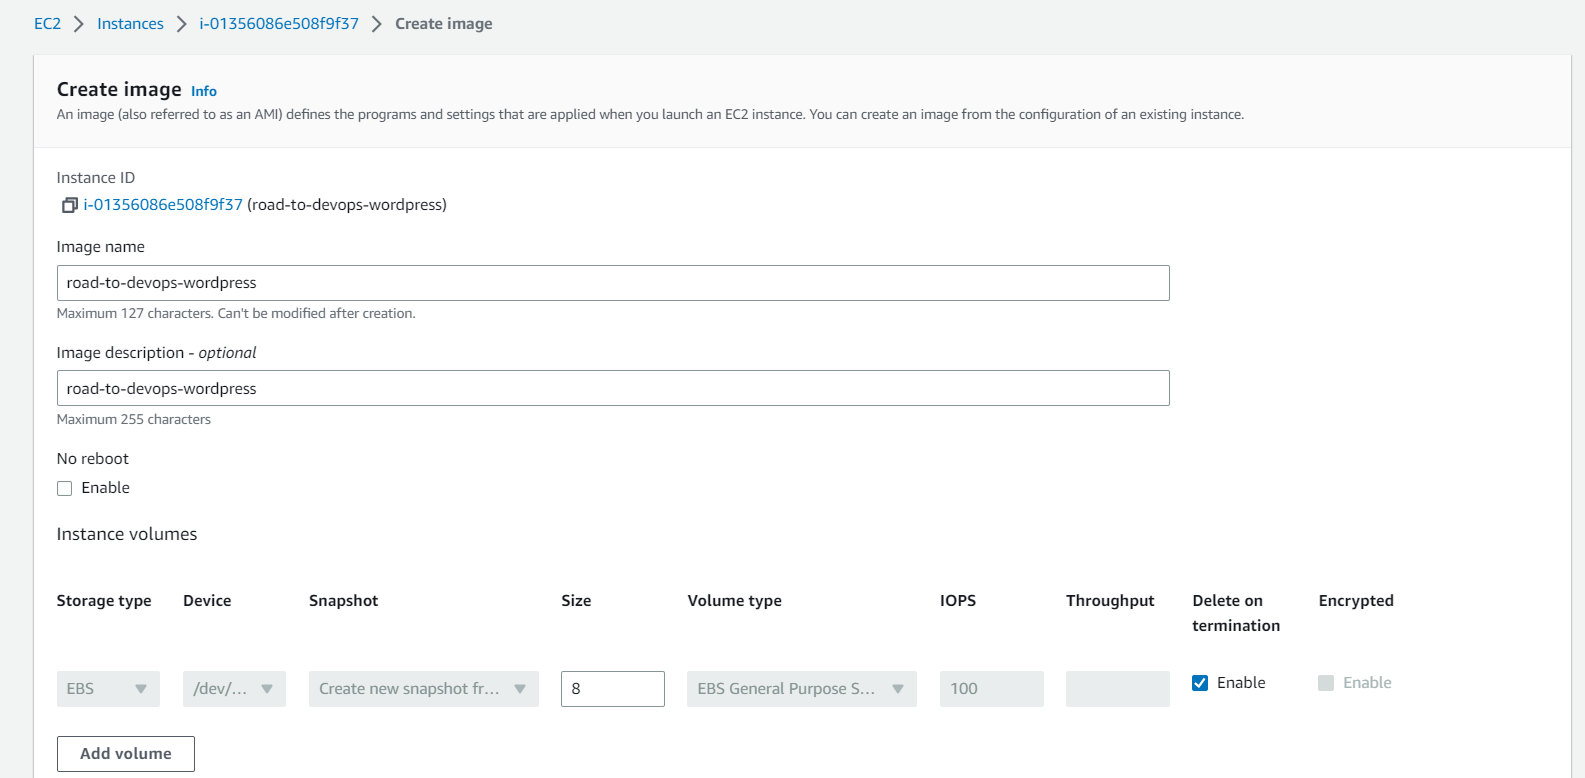 EC2 > Instances > i-01356086e508f9f37 > Create image
Create image Info
An image (also referred to as an AMI) defines the programs and settings that are applied when you launch an EC2 instance. You can create an image from the configuration of an existing instance.
Instance ID
i-01356086e508f9f37 (road-to-devops-wordpress)
Image name
road-to-devops-wordpress
Maximum 127 characters. Can't be modified after creation.
Image description - optional
road-to-devops-wordpress
Maximum 255 characters
No reboot
Enable
Instance volumes
Storage type Device Snapshot Size Volume type IOPS Throughput Delete on termination Encrypted
EBS /dev/... Create new snapshot fr... 8 EBS General Purpose S... 100 Enable Enable
Add volume